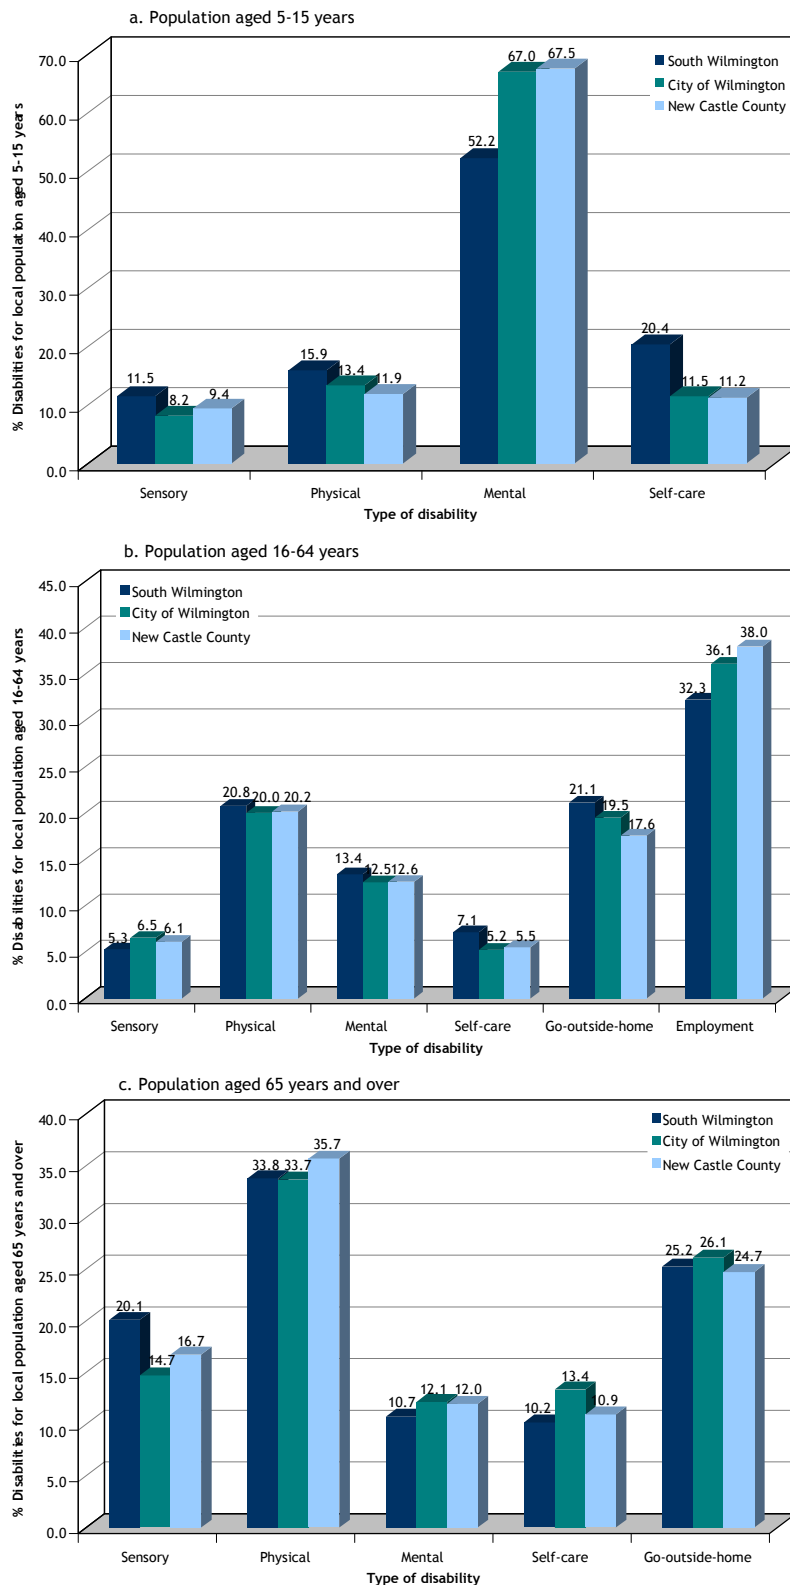 a. Population aged 5-15 years
% Disabilities for local population aged 5-15 years
70.0
60.0
50.0
40.0
30.0
20.0
10.0
0.0
South Wilmington
City of Wilmington
New Castle County
11.5 8.2 9.4
15.9 13.4 11.9
52.2 67.0 67.5
20.4 11.5 11.2
Sensory Physical Mental Self-care
Type of disability
b. Population aged 16-64 years
% Disabilities for local population aged 16-64 years
45.0
40.0
35.0
30.0
25.0
20.0
15.0
10.0
5.0
0.0
South Wilmington
City of Wilmington
New Castle County
5.3 6.5 6.1
20.8 20.0 20.2
13.4 12.5 12.6
7.1 5.2 5.5
21.1 19.5 17.6
32.3 36.1 38.0
Sensory Physical Mental Self-care Go-outside-home Employment
Type of disability
c. Population aged 65 years and over
% Disabilities for local population aged 65 years and over
40.0
35.0
30.0
25.0
20.0
15.0
10.0
5.0
0.0
South Wilmington
City of Wilmington
New Castle County
20.1 14.7 16.7
33.8 33.7 35.7
10.7 12.1 12.0
10.2 13.4 10.9
25.2 26.1 24.7
Sensory Physical Mental Self-care Go-outside-home
Type of disability